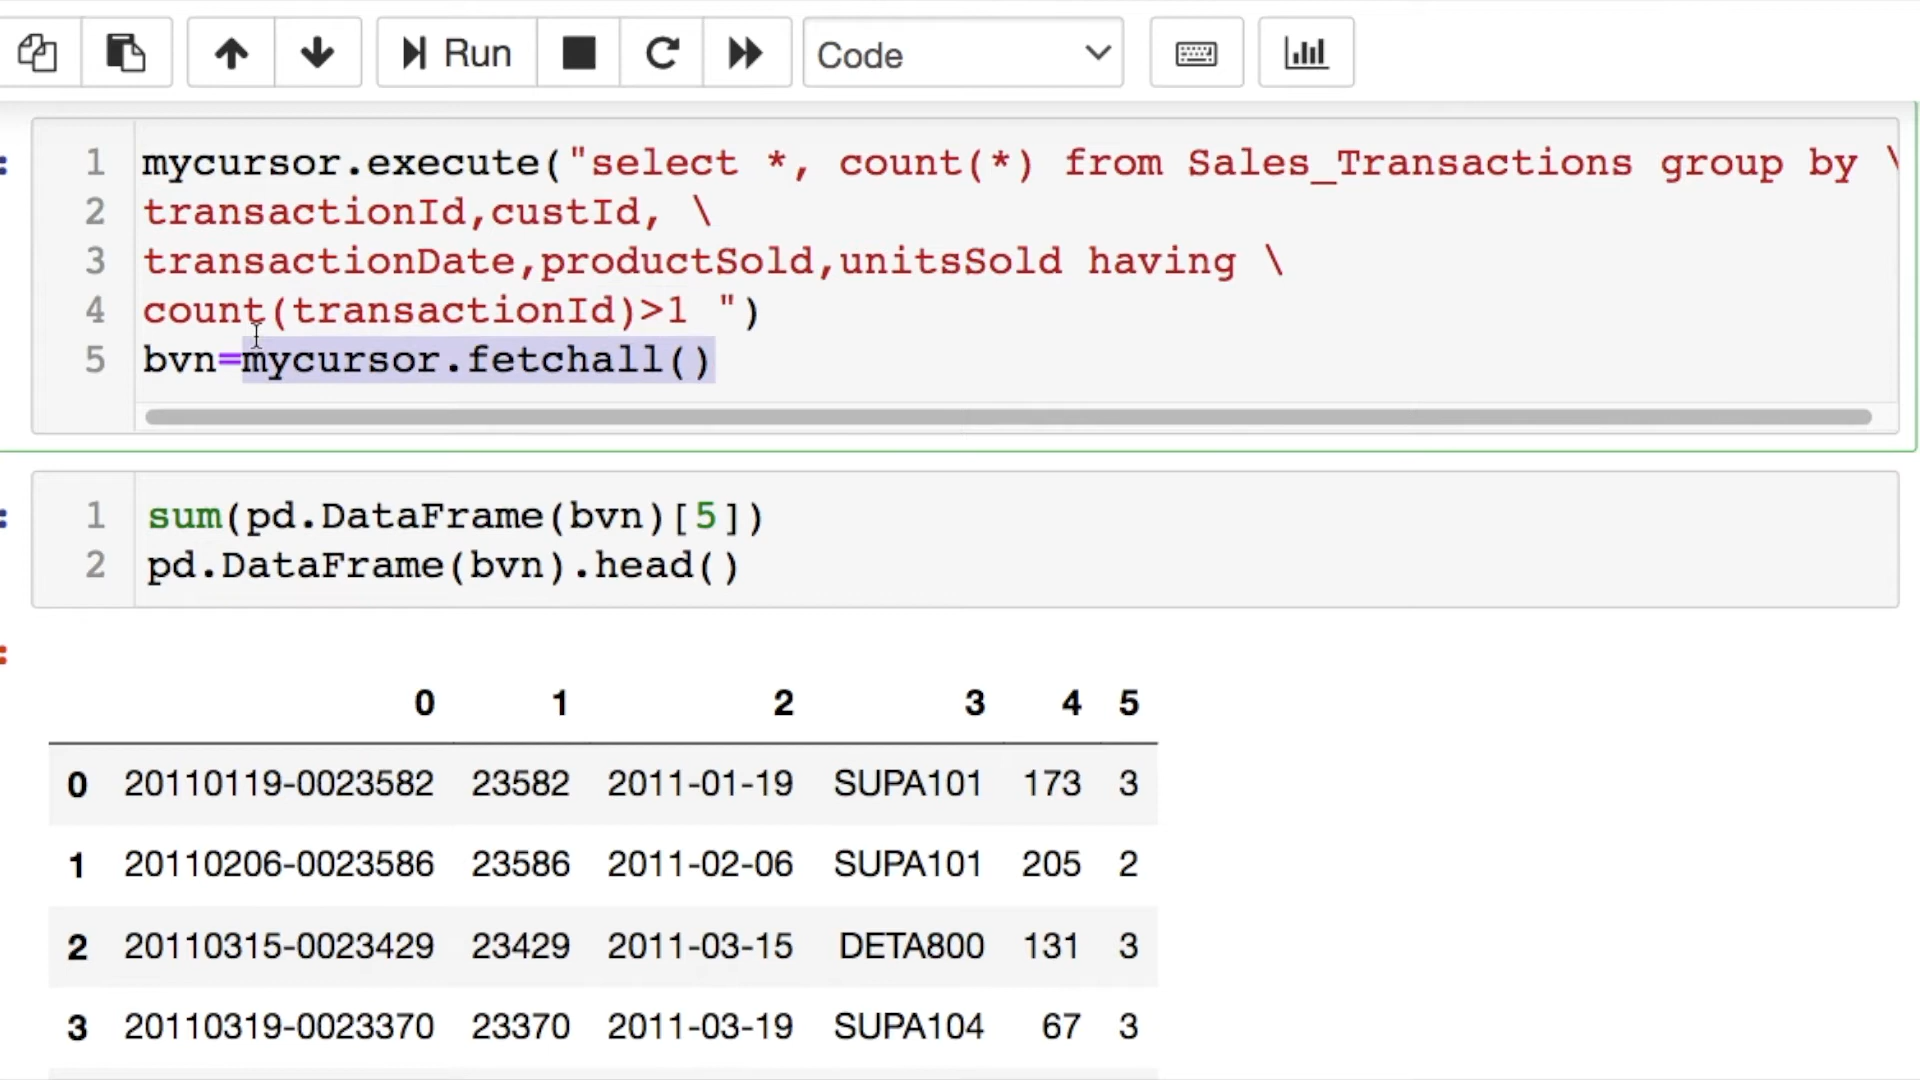 Run Code
1 mycursor.execute("select *, count(*) from Sales_Transactions group by \
2 transactionId,custId, \
3 transactionDate,productSold,unitsSold having \
4 count(transactionId)>1 ")
5 bvn=mycursor.fetchall()
1 sum(pd.DataFrame(bvn)[5])
2 pd.DataFrame(bvn).head()
0 1 2 3 4 5
0 20110119-0023582 23582 2011-01-19 SUPA101 173 3
1 20110206-0023586 23586 2011-02-06 SUPA101 205 2
2 20110315-0023429 23429 2011-03-15 DETA800 131 3
3 20110319-0023370 23370 2011-03-19 SUPA104 67 3